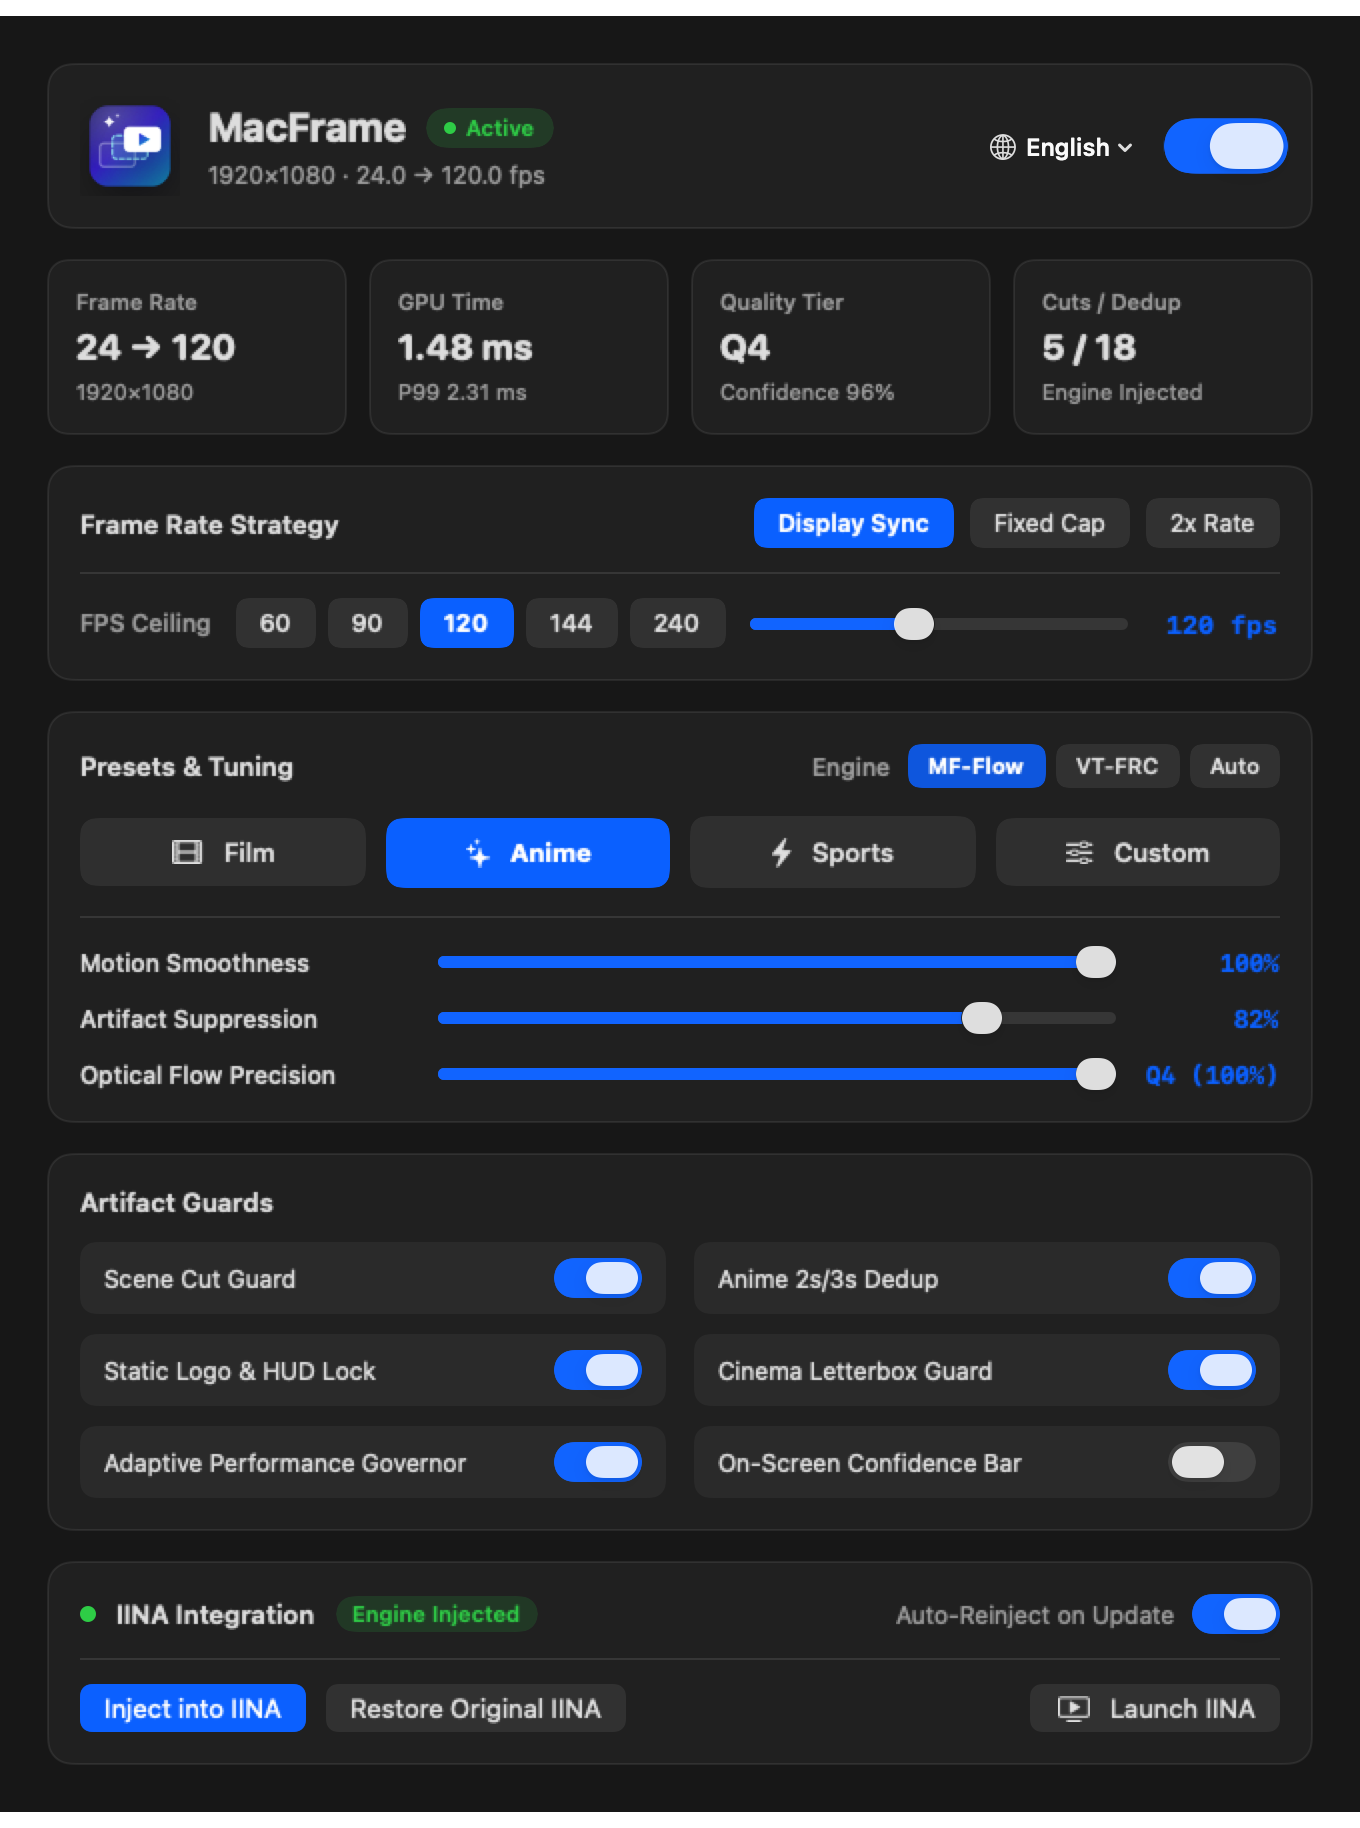 MacFrame
Active
1920×1080 · 24.0 → 120.0 fps
English
Frame Rate
24 → 120
1920×1080
GPU Time
1.48 ms
P99 2.31 ms
Quality Tier
Q4
Confidence 96%
Cuts / Dedup
5 / 18
Engine Injected
Frame Rate Strategy
Display Sync
Fixed Cap
2x Rate
FPS Ceiling
60
90
120
144
240
120 fps
Presets & Tuning
Engine
MF-Flow
VT-FRC
Auto
Film
Anime
Sports
Custom
Motion Smoothness
100%
Artifact Suppression
82%
Optical Flow Precision
Q4 (100%)
Artifact Guards
Scene Cut Guard
Anime 2s/3s Dedup
Static Logo & HUD Lock
Cinema Letterbox Guard
Adaptive Performance Governor
On-Screen Confidence Bar
IINA Integration
Engine Injected
Auto-Reinject on Update
Inject into IINA
Restore Original IINA
Launch IINA